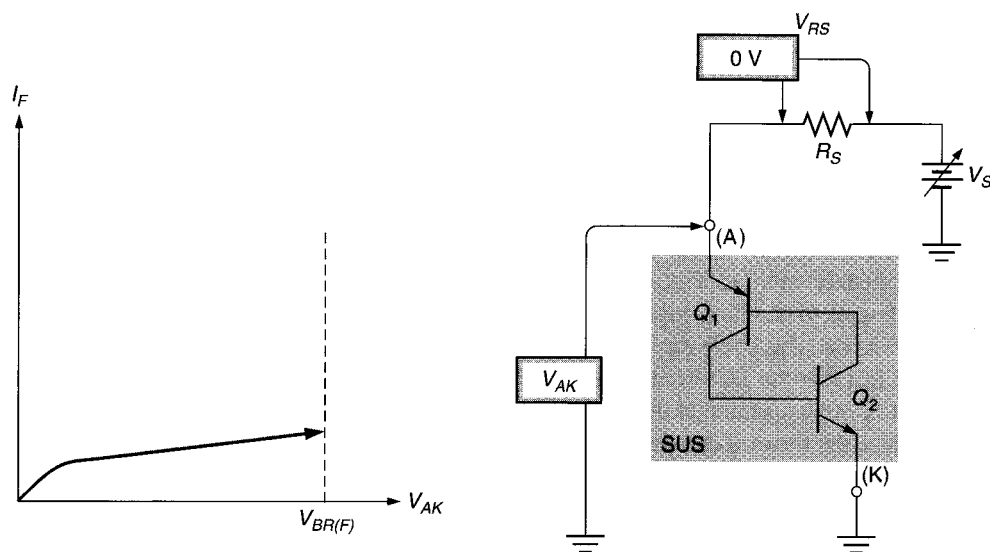 I_F
V_AK
V_BR(F)
V_RS
0 V
R_S
V_S
(A)
Q_1
V_AK
Q_2
SUS
(K)